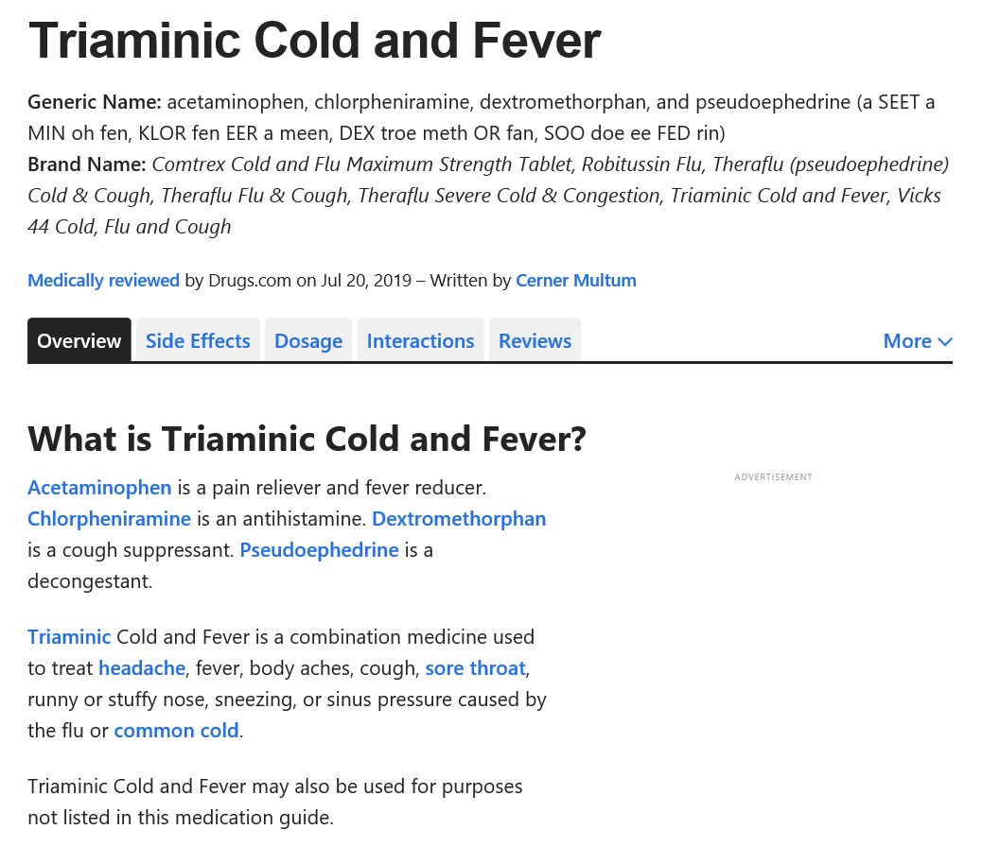 Triaminic Cold and Fever
Generic Name: acetaminophen, chlorpheniramine, dextromethorphan, and pseudoephedrine (a SEET a
MIN oh fen, KLOR fen EER a meen, DEX troe meth OR fan, SOO doe ee FED rin)
Brand Name: Comtrex Cold and Flu Maximum Strength Tablet, Robitussin Flu, Theraflu (pseudoephedrine)
Cold & Cough, Theraflu Flu & Cough, Theraflu Severe Cold & Congestion, Triaminic Cold and Fever, Vicks
44 Cold, Flu and Cough
Medically reviewed by Drugs.com on Jul 20, 2019 – Written by Cerner Multum
Overview Side Effects Dosage Interactions Reviews More
What is Triaminic Cold and Fever?
ADVERTISEMENT
Acetaminophen is a pain reliever and fever reducer.
Chlorpheniramine is an antihistamine. Dextromethorphan
is a cough suppressant. Pseudoephedrine is a
decongestant.
Triaminic Cold and Fever is a combination medicine used
to treat headache, fever, body aches, cough, sore throat,
runny or stuffy nose, sneezing, or sinus pressure caused by
the flu or common cold.
Triaminic Cold and Fever may also be used for purposes
not listed in this medication guide.